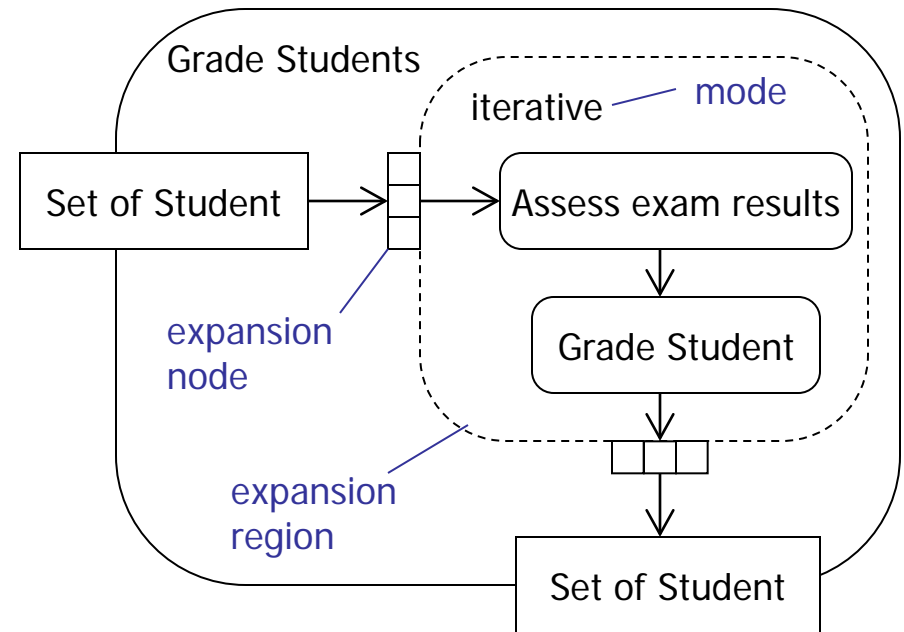 Grade Students
iterative
mode
Set of Student
Assess exam results
expansion
node
Grade Student
expansion
region
Set of Student